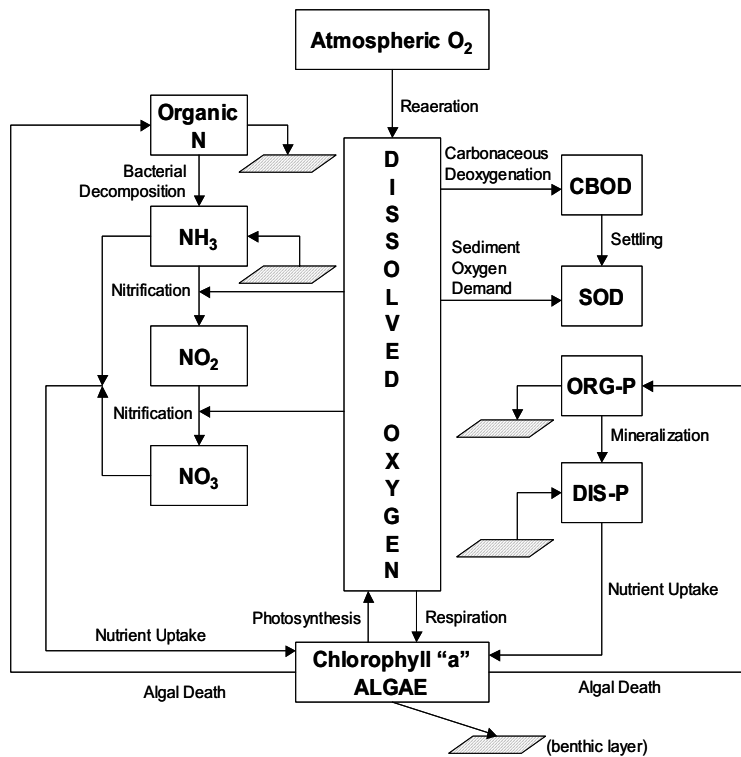 Atmospheric O₂
Reaeration
Organic
N
Bacterial
Decomposition
NH₃
Nitrification
NO₂
Nitrification
NO₃
D
I
S
S
O
L
V
E
D
O
X
Y
G
E
N
Carbonaceous
Deoxygenation
CBOD
Settling
Sediment
Oxygen
Demand
SOD
ORG-P
Mineralization
DIS-P
Nutrient Uptake
Photosynthesis
Respiration
Nutrient Uptake
Chlorophyll “a”
ALGAE
Algal Death
Algal Death
(benthic layer)